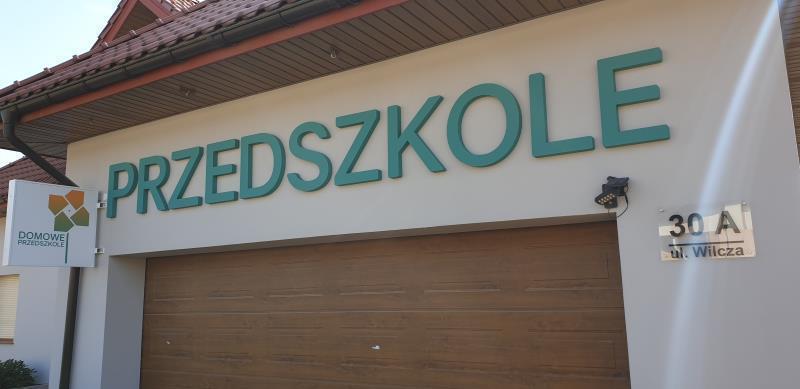 PRZEDSZKOLE
DOMOWE
PRZEDSZKOLE
30 A
ul. Wilcza